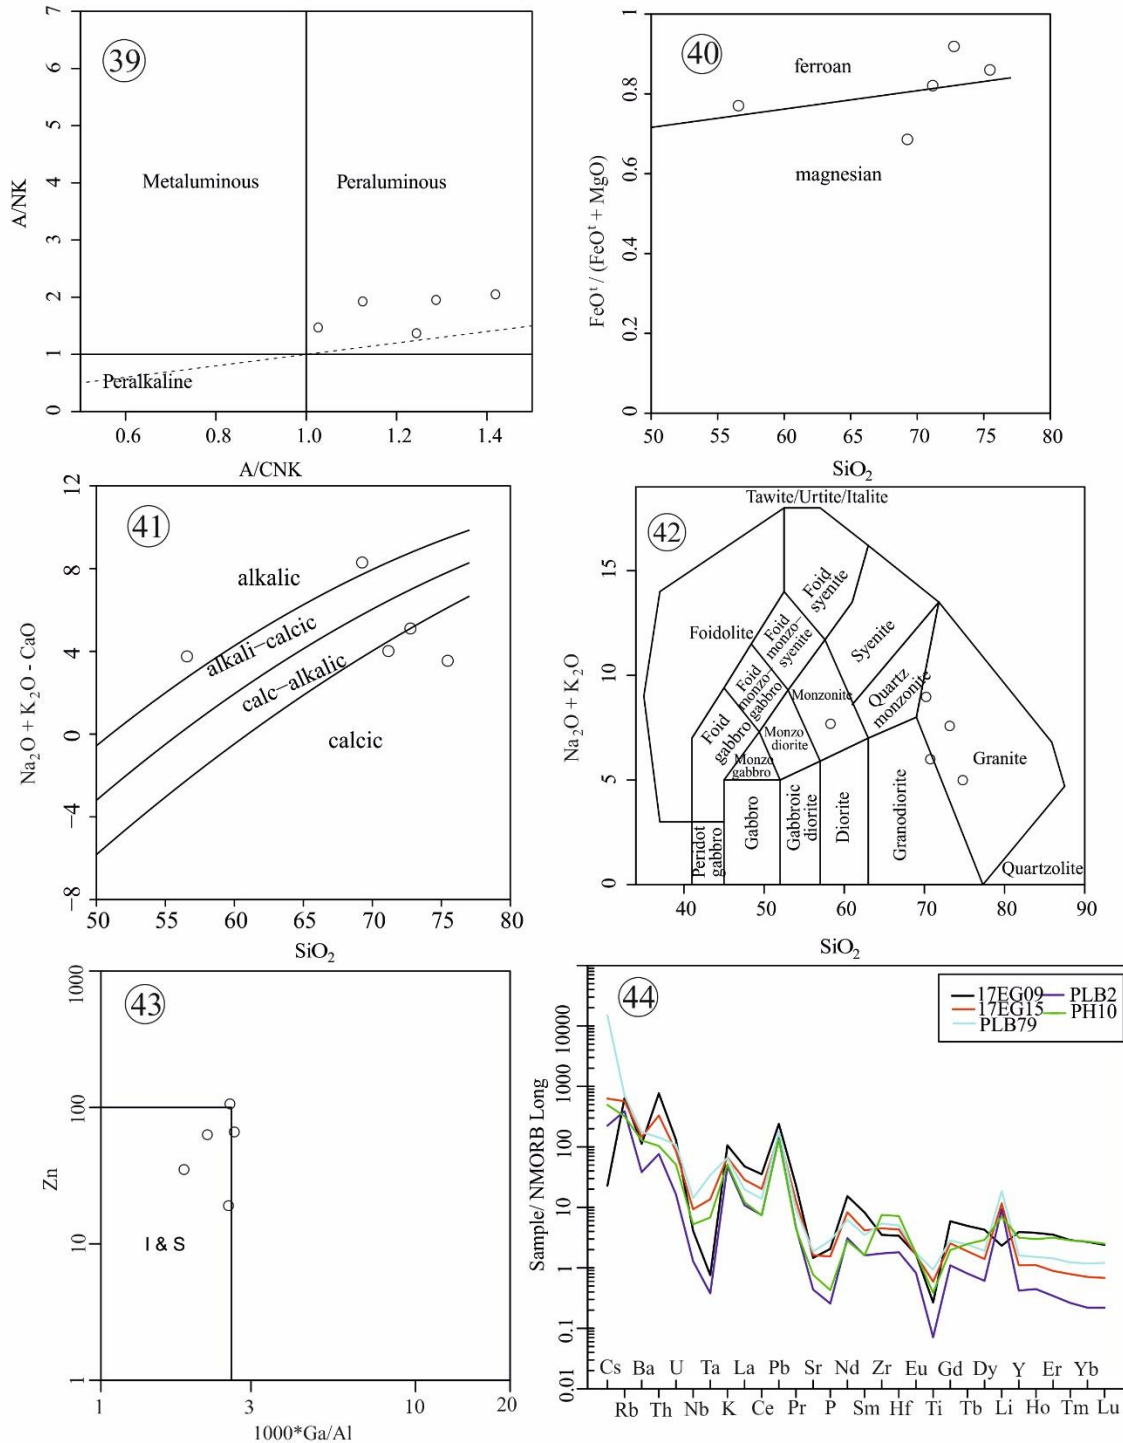 39
A/NK
7
6
5
4
3
2
1
0
Metaluminous
Peraluminous
Peralkaline
0.6
0.8
1.0
1.2
1.4
A/CNK
40
FeOᵗ / (FeOᵗ + MgO)
1
0.8
0.6
0.4
0.2
0
ferroan
magnesian
50
55
60
65
70
75
80
SiO₂
41
Na₂O + K₂O - CaO
12
8
4
0
−4
−8
alkalic
alkali−calcic
calc−alkalic
calcic
50
55
60
65
70
75
80
SiO₂
42
Na₂O + K₂O
15
10
5
0
Tawite/Urtite/Italite
Foidolite
Foid
syenite
Foid
monzo−
syenite
Syenite
Foid
monzo-
gabbro
Monzonite
Quartz
monzonite
Foid
gabbro
Monzo
diorite
Monzo
gabbro
Granite
Peridot
gabbro
Gabbro
Gabbroic
diorite
Diorite
Granodiorite
Quartzolite
40
50
60
70
80
90
SiO₂
43
Zn
1000
100
10
1
I & S
1
3
10
20
1000*Ga/Al
44
17EG09
17EG15
PLB79
PLB2
PH10
Sample/ NMORB Long
10000
1000
100
10
1
0.1
0.01
Cs Ba U Ta La Pb Sr Nd Zr Eu Gd Dy Y Er Yb
Rb Th Nb K Ce Pr P Sm Hf Ti Tb Li Ho Tm Lu